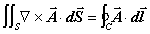 ∬_S ∇ × A⃗ · dS⃗ = ∮_C A⃗ · dl⃗